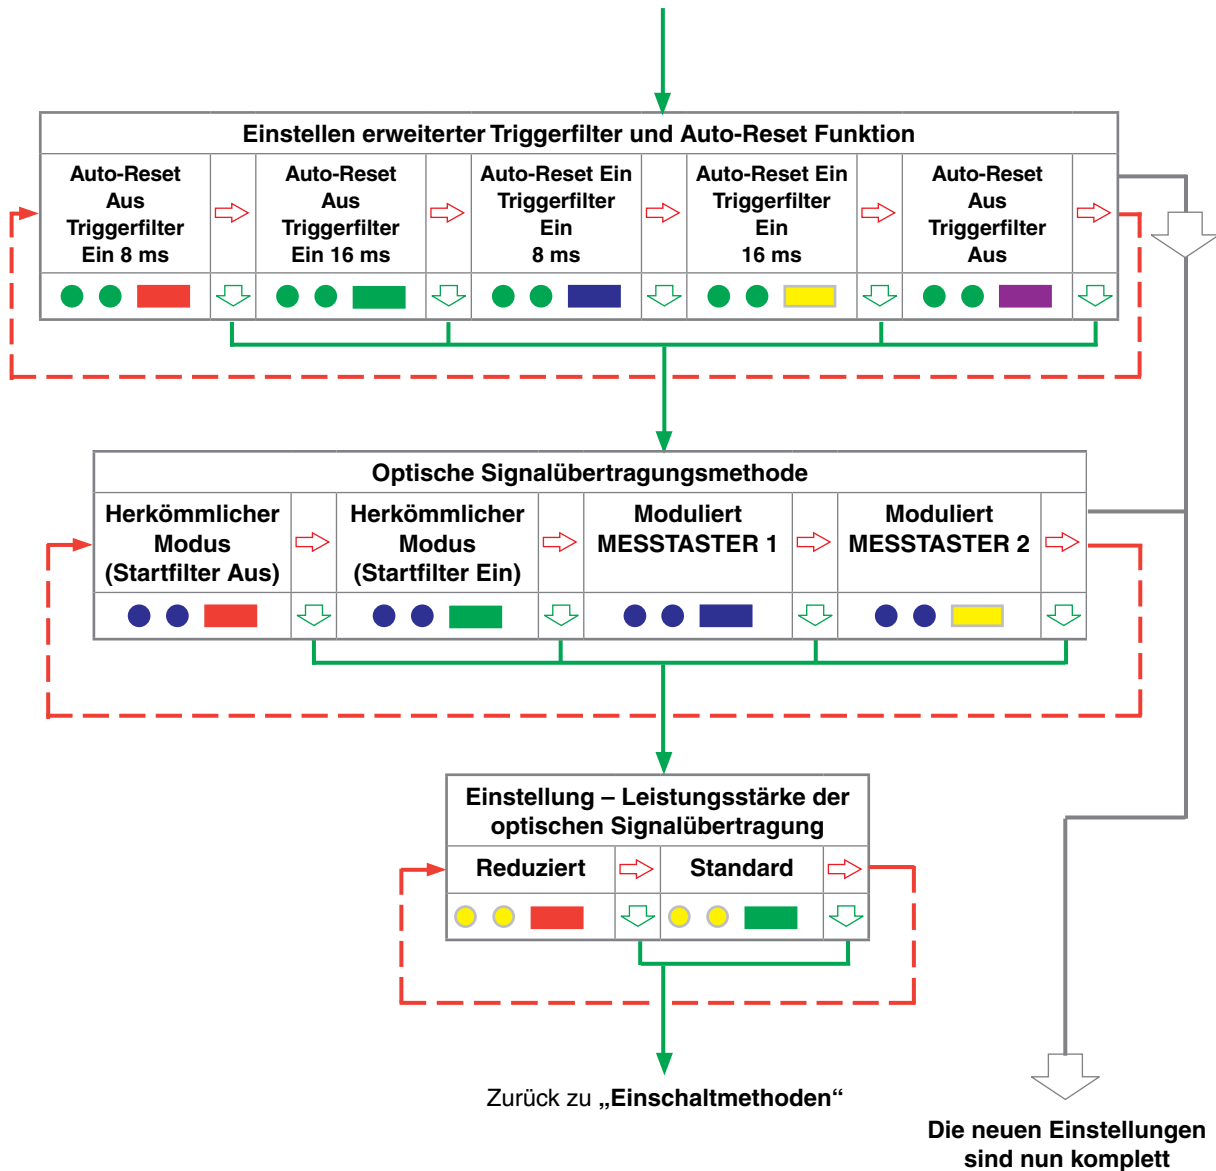 Einstellen erweiterter Triggerfilter und Auto-Reset Funktion
Auto-Reset
Aus
Triggerfilter
Ein 8 ms
Auto-Reset
Aus
Triggerfilter
Ein 16 ms
Auto-Reset Ein
Triggerfilter
Ein
8 ms
Auto-Reset Ein
Triggerfilter
Ein
16 ms
Auto-Reset
Aus
Triggerfilter
Aus
Optische Signalübertragungsmethode
Herkömmlicher
Modus
(Startfilter Aus)
Herkömmlicher
Modus
(Startfilter Ein)
Moduliert
MESSTASTER 1
Moduliert
MESSTASTER 2
Einstellung – Leistungsstärke der
optischen Signalübertragung
Reduziert
Standard
Zurück zu „Einschaltmethoden“
Die neuen Einstellungen
sind nun komplett